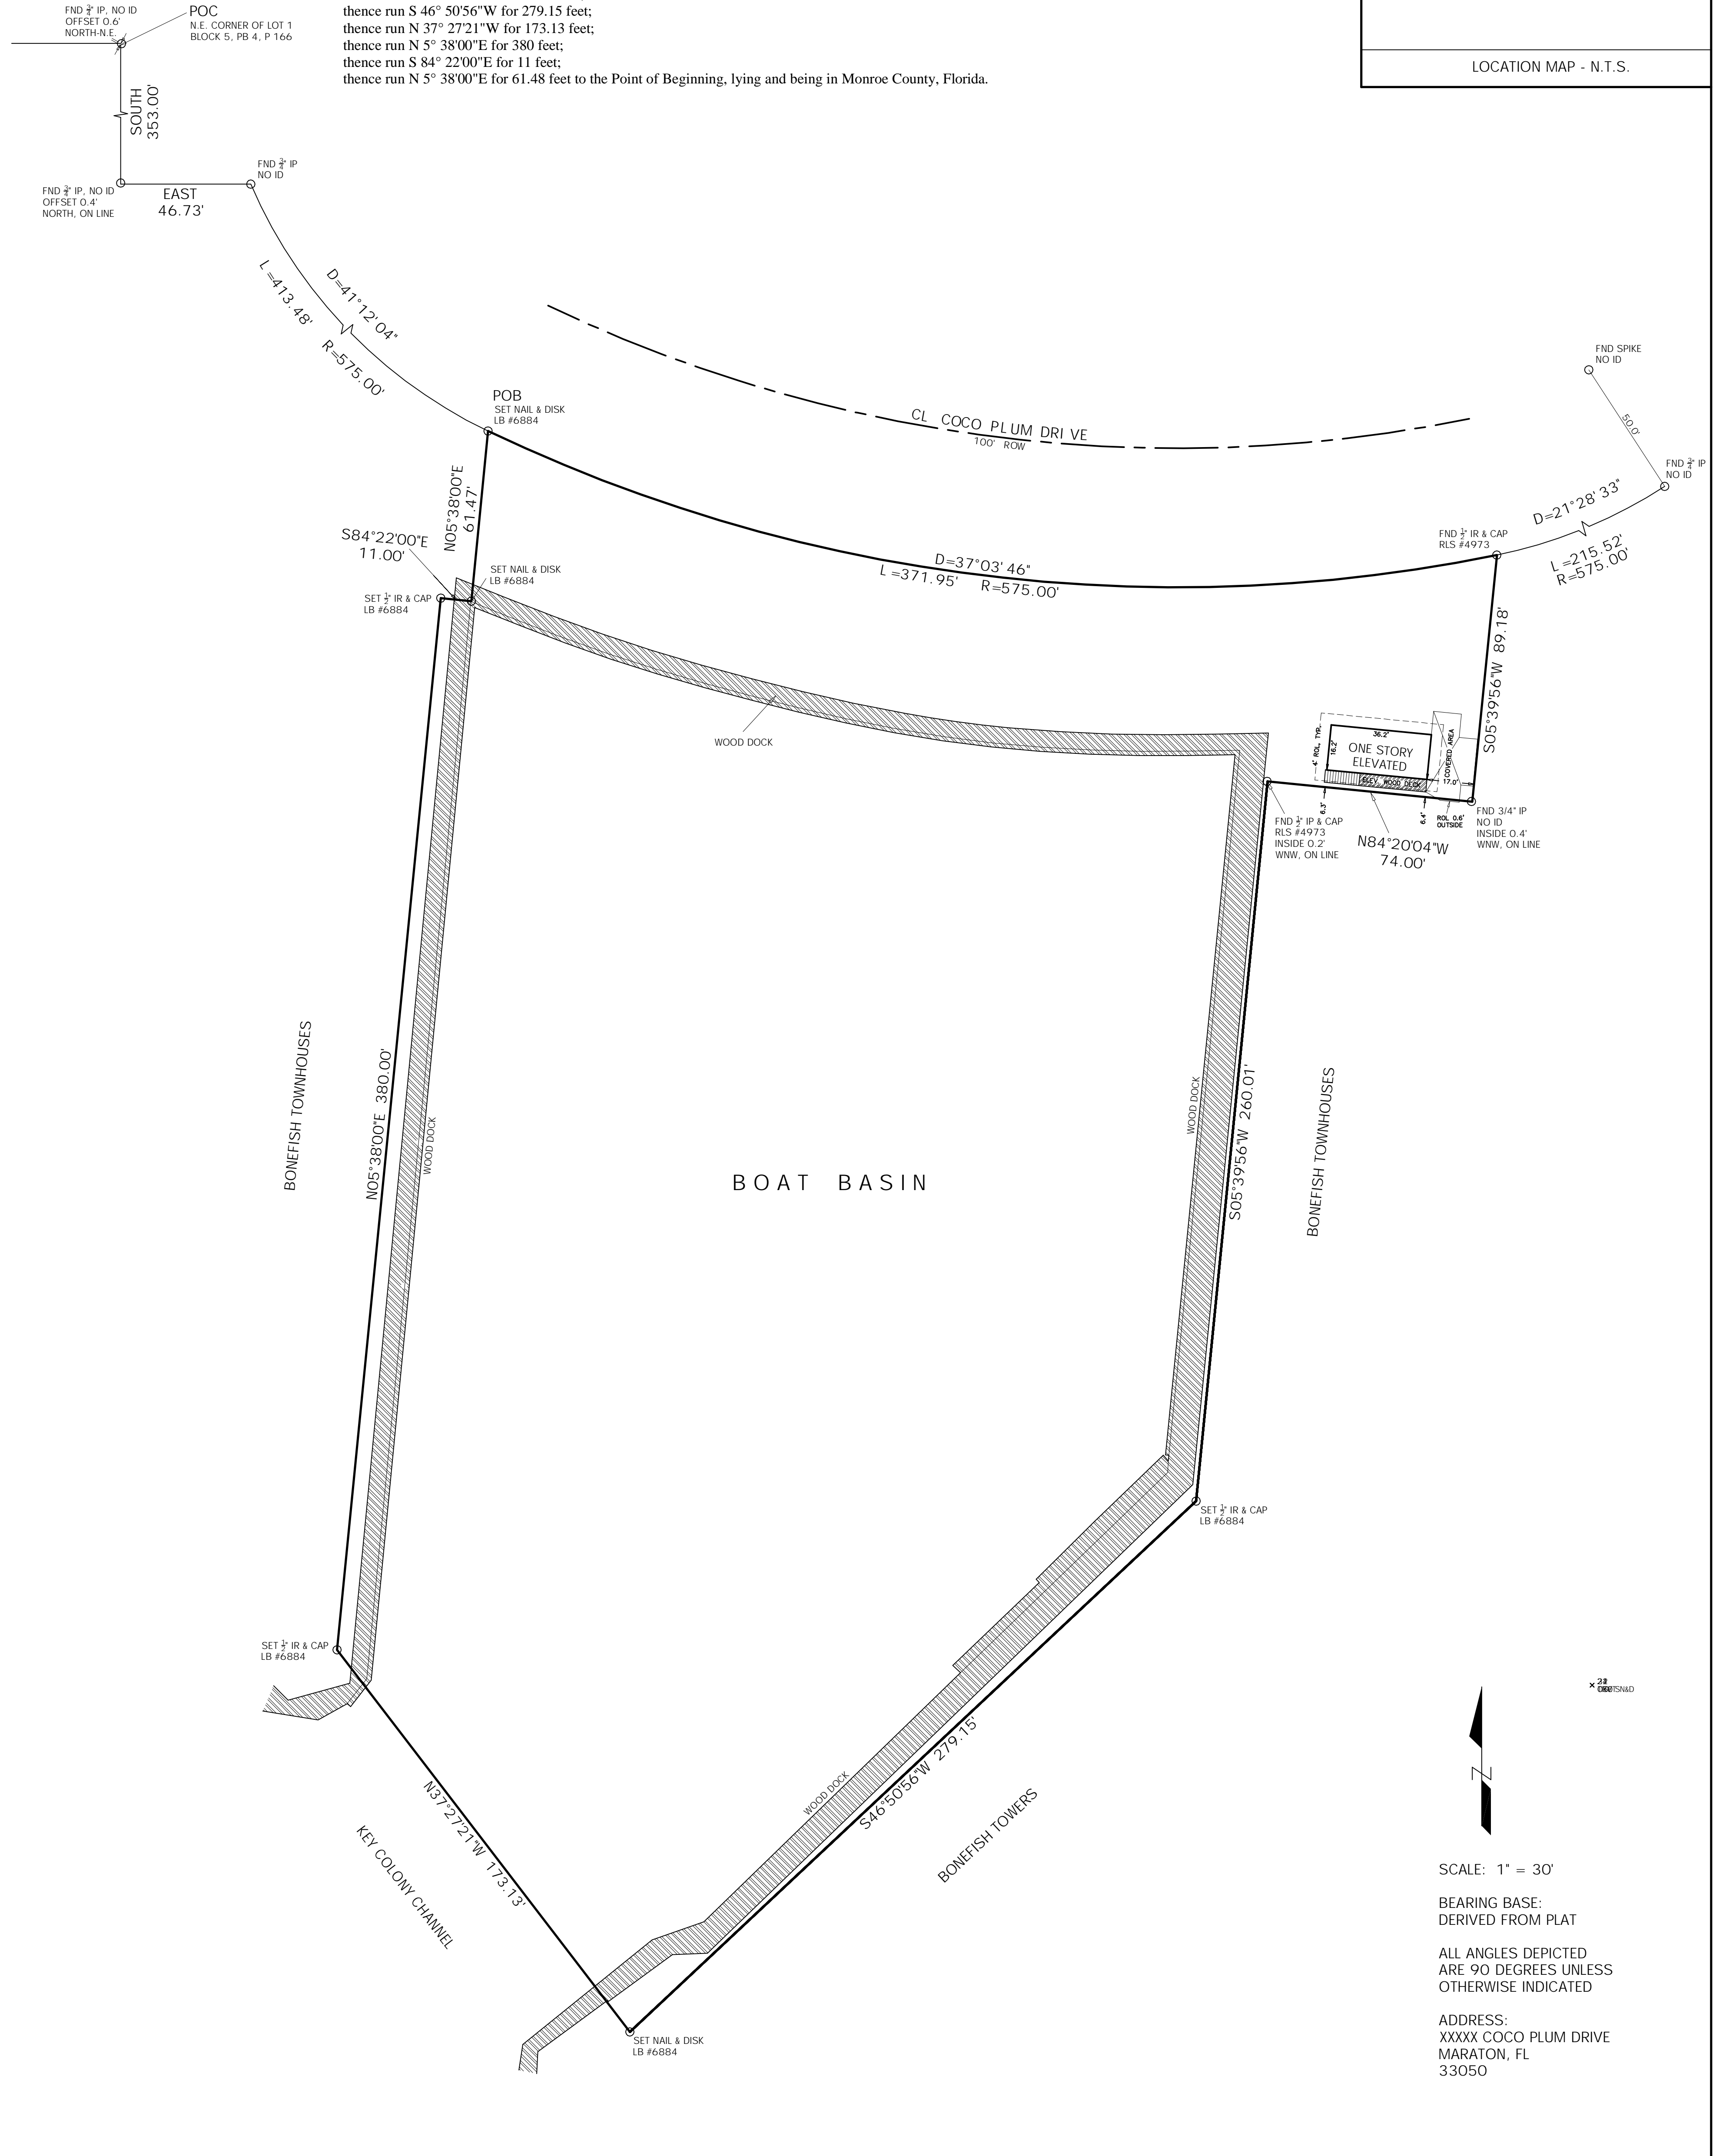 FND 3/4" IP, NO ID
OFFSET 0.6'
NORTH-N.E.
POC
N.E. CORNER OF LOT 1
BLOCK 5, PB 4, P 166
thence run S 46° 50'56"W for 279.15 feet;
thence run N 37° 27'21"W for 173.13 feet;
thence run N 5° 38'00"E for 380 feet;
thence run S 84° 22'00"E for 11 feet;
thence run N 5° 38'00"E for 61.48 feet to the Point of Beginning, lying and being in Monroe County, Florida.
LOCATION MAP - N.T.S.
SOUTH
353.00'
FND 3/4" IP
NO ID
FND 3/4" IP, NO ID
OFFSET 0.4'
NORTH, ON LINE
EAST
46.73'
D=41°12'04"
L=413.48'
R=575.00'
POB
SET NAIL & DISK
LB #6884
CL COCO PLUM DRIVE
100' ROW
FND SPIKE
NO ID
50.0'
FND 3/4" IP
NO ID
D=21°28'33"
L=215.52'
R=575.00'
FND 1/2" IR & CAP
RLS #4973
N05°38'00"E
61.47'
S84°22'00"E
11.00'
SET NAIL & DISK
LB #6884
SET 1/2" IR & CAP
LB #6884
D=37°03'46"
L=371.95' R=575.00'
S05°39'56"W 89.18'
WOOD DOCK
4' ROL TYP.
36.2'
16.2'
ONE STORY
ELEVATED
COVERED AREA
ELEV. WOOD DECK
17.0'
6.3'
6.4'
ROL 0.6'
OUTSIDE
FND 3/4" IP
NO ID
INSIDE 0.4'
WNW, ON LINE
FND 1/2" IP & CAP
RLS #4973
INSIDE 0.2'
WNW, ON LINE
N84°20'04"W
74.00'
BONEFISH TOWNHOUSES
N05°38'00"E 380.00'
WOOD DOCK
BOAT BASIN
WOOD DOCK
S05°39'56"W 260.01'
BONEFISH TOWNHOUSES
SET 1/2" IR & CAP
LB #6884
SET 1/2" IR & CAP
LB #6884
N37°27'21"W 173.13'
KEY COLONY CHANNEL
WOOD DOCK
S46°50'56"W 279.15'
BONEFISH TOWERS
SET NAIL & DISK
LB #6884
SCALE: 1" = 30'
BEARING BASE:
DERIVED FROM PLAT
ALL ANGLES DEPICTED
ARE 90 DEGREES UNLESS
OTHERWISE INDICATED
ADDRESS:
XXXXX COCO PLUM DRIVE
MARATON, FL
33050